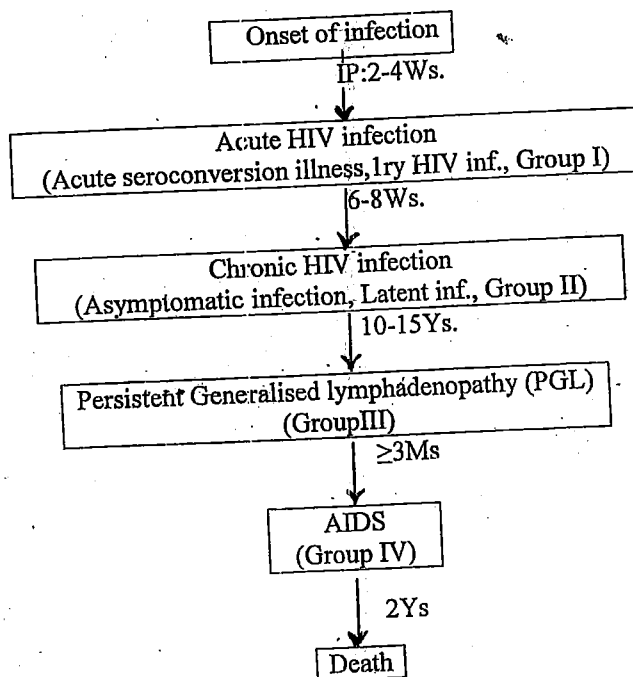 Onset of infection
IP:2-4Ws.
Acute HIV infection
(Acute seroconversion illness,1ry HIV inf., Group I)
6-8Ws.
Chronic HIV infection
(Asymptomatic infection, Latent inf., Group II)
10-15Ys.
Persistent Generalised lymphadenopathy (PGL)
(GroupIII)
≥3Ms
AIDS
(Group IV)
2Ys
Death